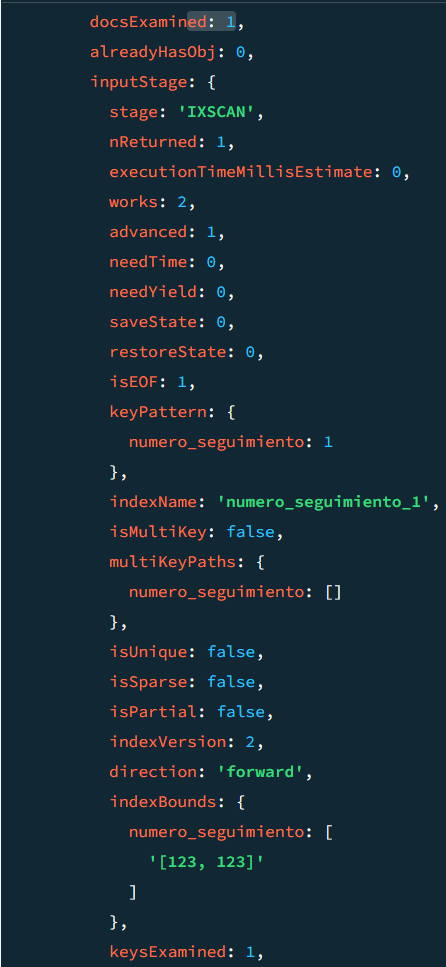 docsExamined: 1,
alreadyHasObj: 0,
inputStage: {
stage: 'IXSCAN',
nReturned: 1,
executionTimeMillisEstimate: 0,
works: 2,
advanced: 1,
needTime: 0,
needYield: 0,
saveState: 0,
restoreState: 0,
isEOF: 1,
keyPattern: {
numero_seguimiento: 1
},
indexName: 'numero_seguimiento_1',
isMultiKey: false,
multiKeyPaths: {
numero_seguimiento: []
},
isUnique: false,
isSparse: false,
isPartial: false,
indexVersion: 2,
direction: 'forward',
indexBounds: {
numero_seguimiento: [
'[123, 123]'
]
},
keysExamined: 1,